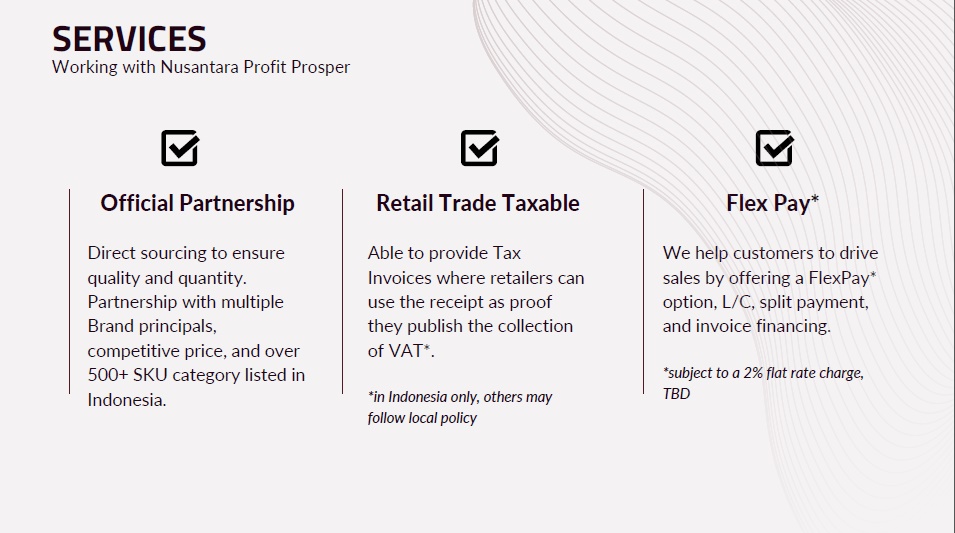 SERVICES
Working with Nusantara Profit Prosper
Official Partnership
Direct sourcing to ensure
quality and quantity.
Partnership with multiple
Brand principals,
competitive price, and over
500+ SKU category listed in
Indonesia.
Retail Trade Taxable
Able to provide Tax
Invoices where retailers can
use the receipt as proof
they publish the collection
of VAT*.
*in Indonesia only, others may
follow local policy
Flex Pay*
We help customers to drive
sales by offering a FlexPay*
option, L/C, split payment,
and invoice financing.
*subject to a 2% flat rate charge,
TBD